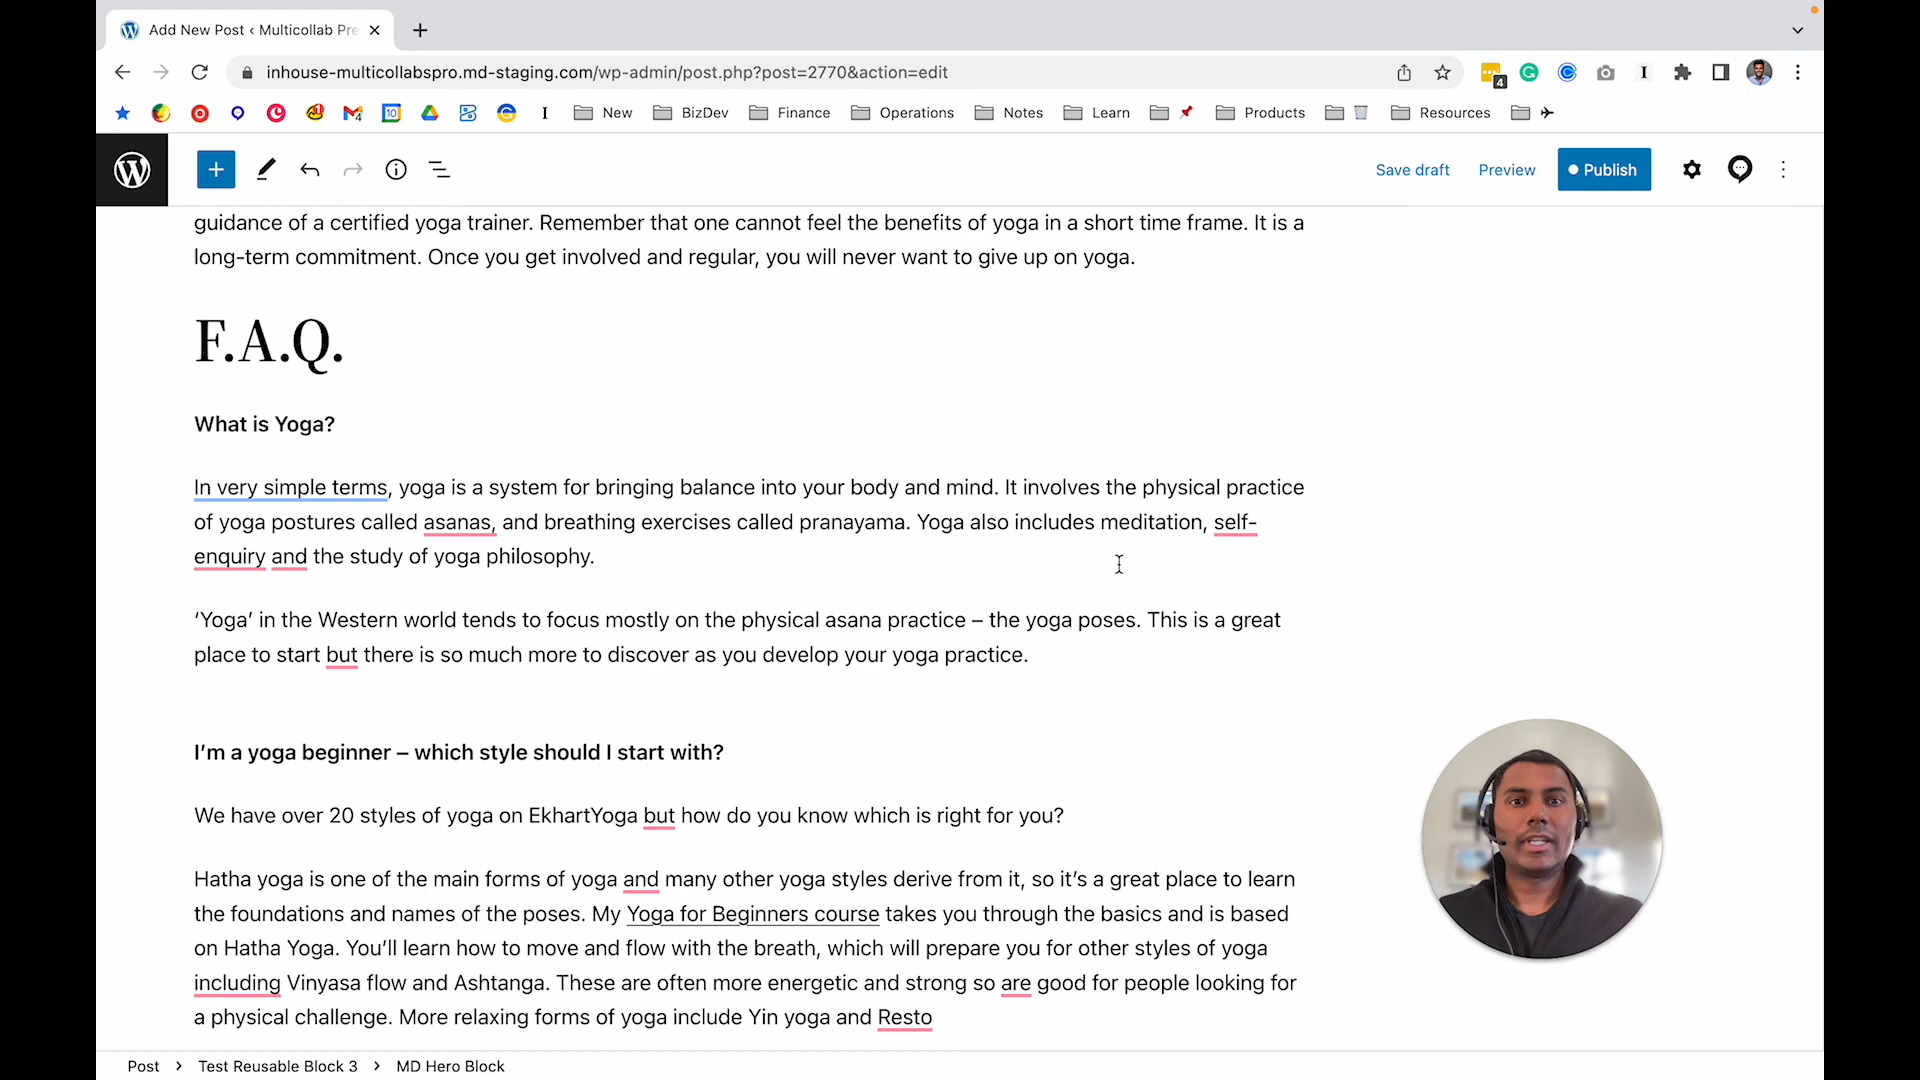 Add New Post ‹ Multicollab Pre
inhouse-multicollabspro.md-staging.com/wp-admin/post.php?post=2770&action=edit
4
New BizDev Finance Operations Notes Learn Products Resources
Save draft Preview Publish
guidance of a certified yoga trainer. Remember that one cannot feel the benefits of yoga in a short time frame. It is a
long-term commitment. Once you get involved and regular, you will never want to give up on yoga.
F.A.Q.
What is Yoga?
In very simple terms, yoga is a system for bringing balance into your body and mind. It involves the physical practice
of yoga postures called asanas, and breathing exercises called pranayama. Yoga also includes meditation, self-
enquiry and the study of yoga philosophy.
‘Yoga’ in the Western world tends to focus mostly on the physical asana practice – the yoga poses. This is a great
place to start but there is so much more to discover as you develop your yoga practice.
I’m a yoga beginner – which style should I start with?
We have over 20 styles of yoga on EkhartYoga but how do you know which is right for you?
Hatha yoga is one of the main forms of yoga and many other yoga styles derive from it, so it’s a great place to learn
the foundations and names of the poses. My Yoga for Beginners course takes you through the basics and is based
on Hatha Yoga. You’ll learn how to move and flow with the breath, which will prepare you for other styles of yoga
including Vinyasa flow and Ashtanga. These are often more energetic and strong so are good for people looking for
a physical challenge. More relaxing forms of yoga include Yin yoga and Resto
Post › Test Reusable Block 3 › MD Hero Block